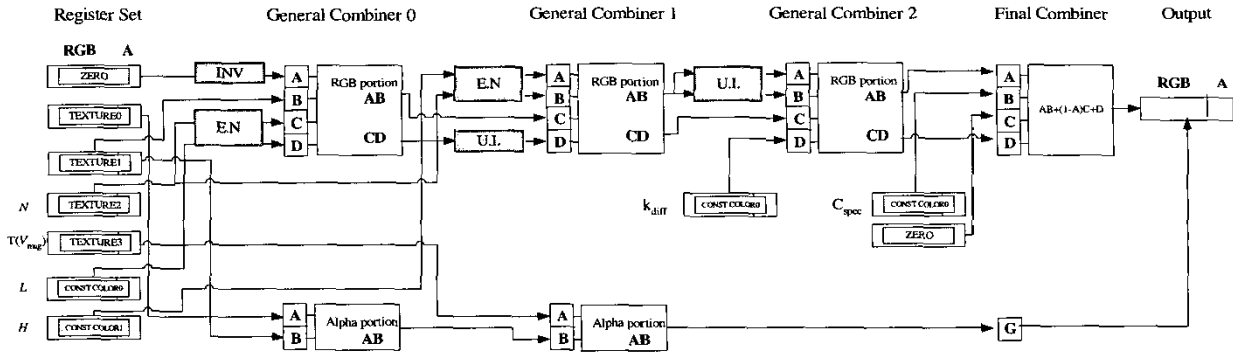 Register Set
General Combiner 0
General Combiner 1
General Combiner 2
Final Combiner
Output
RGB A
ZERO
INV
A
B
C
D
RGB portion
AB
CD
E.N
A
B
C
D
RGB portion
AB
CD
U.I.
A
B
C
D
RGB portion
AB
CD
A
B
C
D
AB+(1-A)C+D
RGB A
TEXTURE0
E.N
U.I.
TEXTURE1
N TEXTURE2
k_diff CONST COLOR0
C_spec CONST COLOR0
ZERO
T(V_mag) TEXTURE3
L CONST COLOR0
H CONST COLOR1
A
B
Alpha portion
AB
A
B
Alpha portion
AB
G